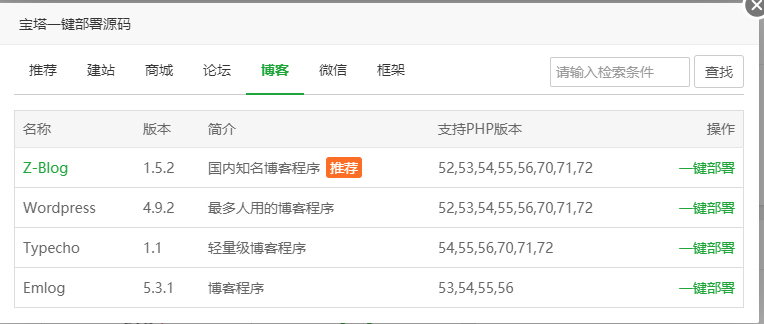 宝塔一键部署源码
推荐 建站 商城 论坛 博客 微信 框架 请输入检索条件 查找
名称 版本 简介 支持PHP版本 操作
Z-Blog 1.5.2 国内知名博客程序 推荐 52,53,54,55,56,70,71,72 一键部署
Wordpress 4.9.2 最多人用的博客程序 52,53,54,55,56,70,71,72 一键部署
Typecho 1.1 轻量级博客程序 54,55,56,70,71,72 一键部署
Emlog 5.3.1 博客程序 53,54,55,56 一键部署